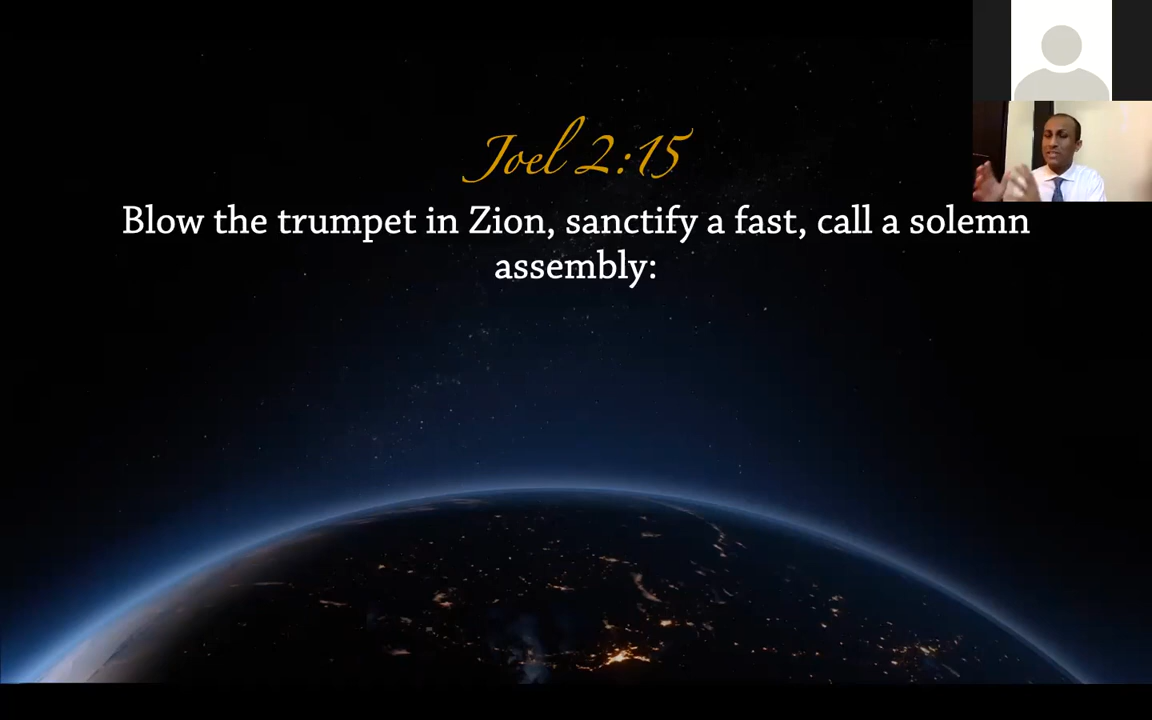 Joel 2:15
Blow the trumpet in Zion, sanctify a fast, call a solemn
assembly: